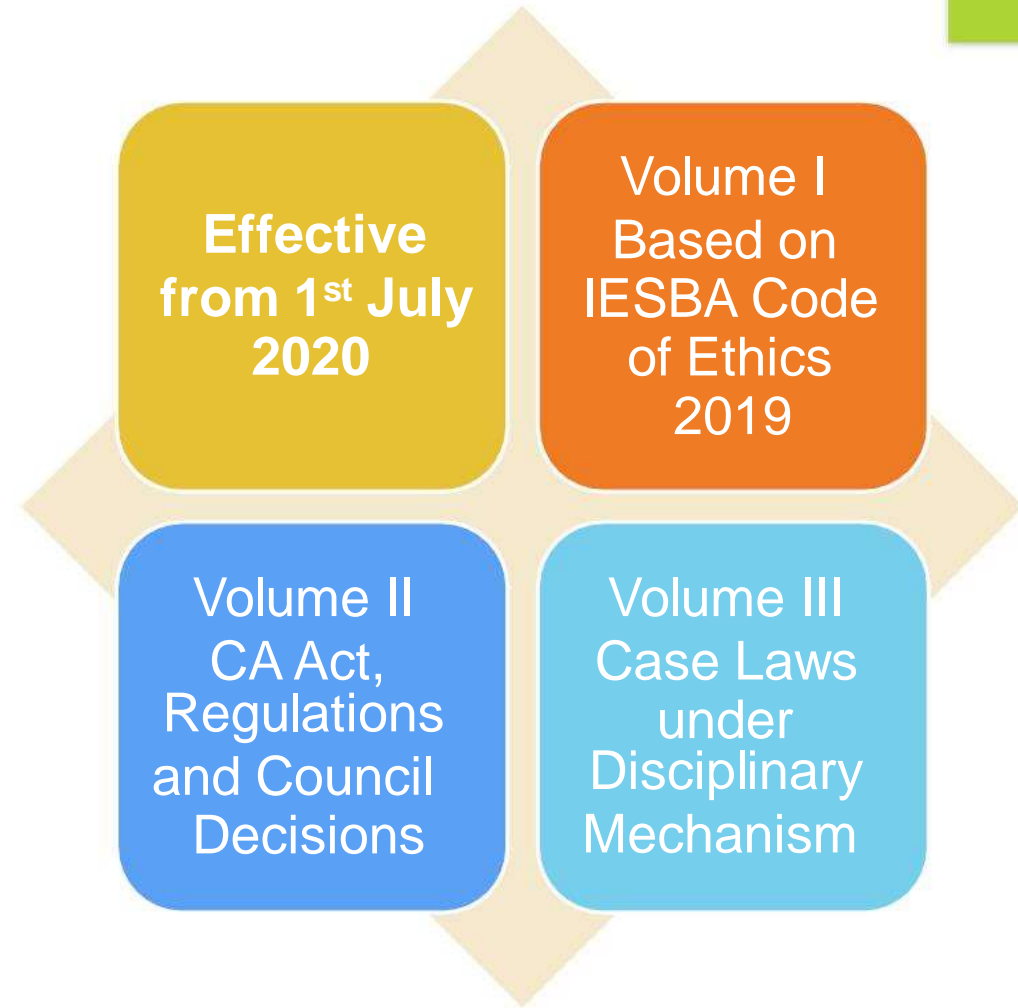 Effective
from 1st July
2020
Volume I
Based on
IESBA Code
of Ethics
2019
Volume II
CA Act,
Regulations
and Council
Decisions
Volume III
Case Laws
under
Disciplinary
Mechanism